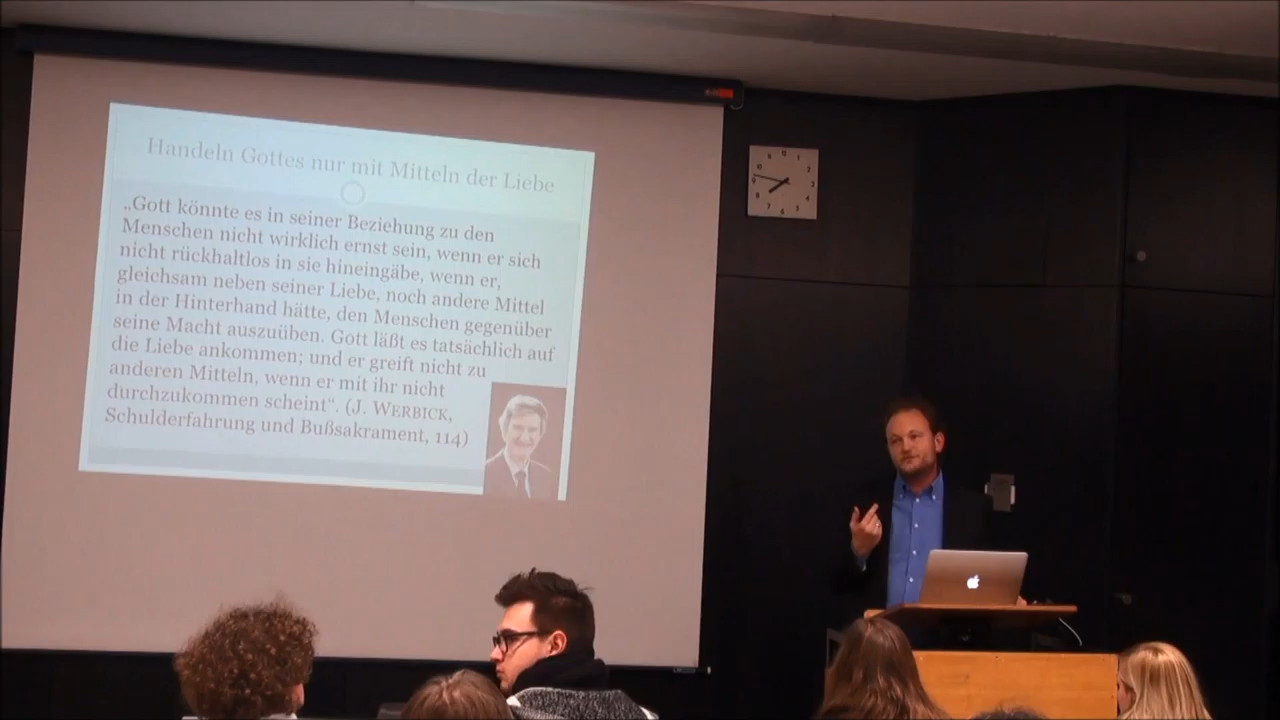 Handeln Gottes nur mit Mitteln der Liebe
„Gott könnte es in seiner Beziehung zu den
Menschen nicht wirklich ernst sein, wenn er sich
nicht rückhaltlos in sie hineingäbe, wenn er,
gleichsam neben seiner Liebe, noch andere Mittel
in der Hinterhand hätte, den Menschen gegenüber
seine Macht auszuüben. Gott läßt es tatsächlich auf
die Liebe ankommen; und er greift nicht zu
anderen Mitteln, wenn er mit ihr nicht
durchzukommen scheint“. (J. WERBICK,
Schulderfahrung und Bußsakrament, 114)